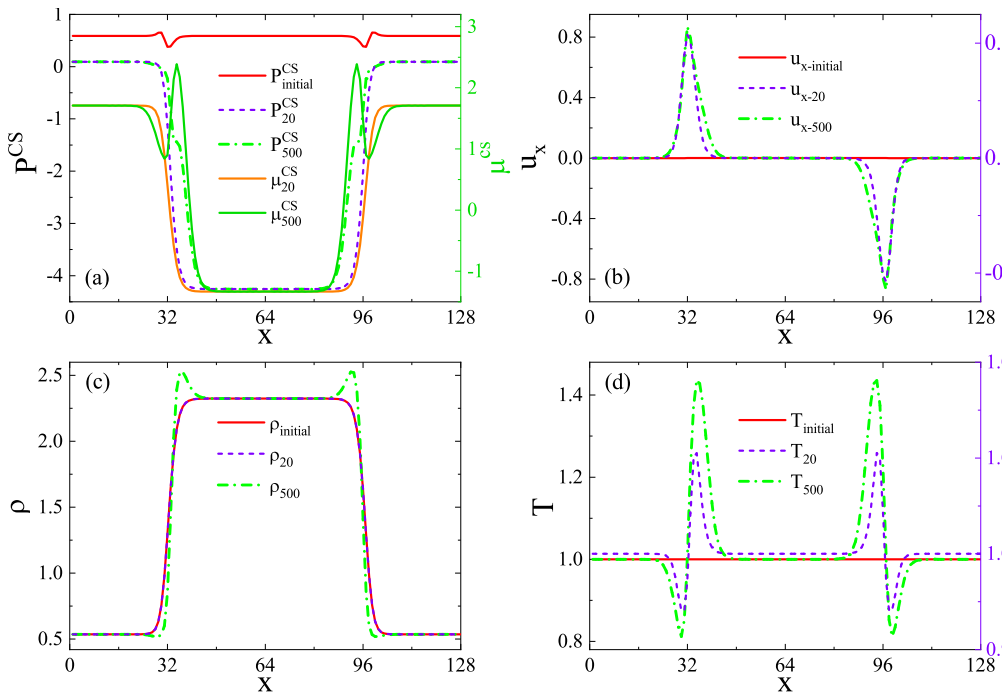 1
0
-1
-2
-3
-4
P^CS
3
2
1
0
-1
μ^cs
P^CS_initial
P^CS_20
P^CS_500
μ^CS_20
μ^CS_500
(a)
0 32 64 96 128
x
0.8
0.4
0.0
-0.4
-0.8
u_x
u_x-initial
u_x-20
u_x-500
(b)
0 32 64 96 128
x
0.0
2.5
2.0
1.5
1.0
0.5
ρ
(c)
ρ_initial
ρ_20
ρ_500
0 32 64 96 128
x
1.4
1.2
1.0
0.8
T
(d)
T_initial
T_20
T_500
0 32 64 96 128
x